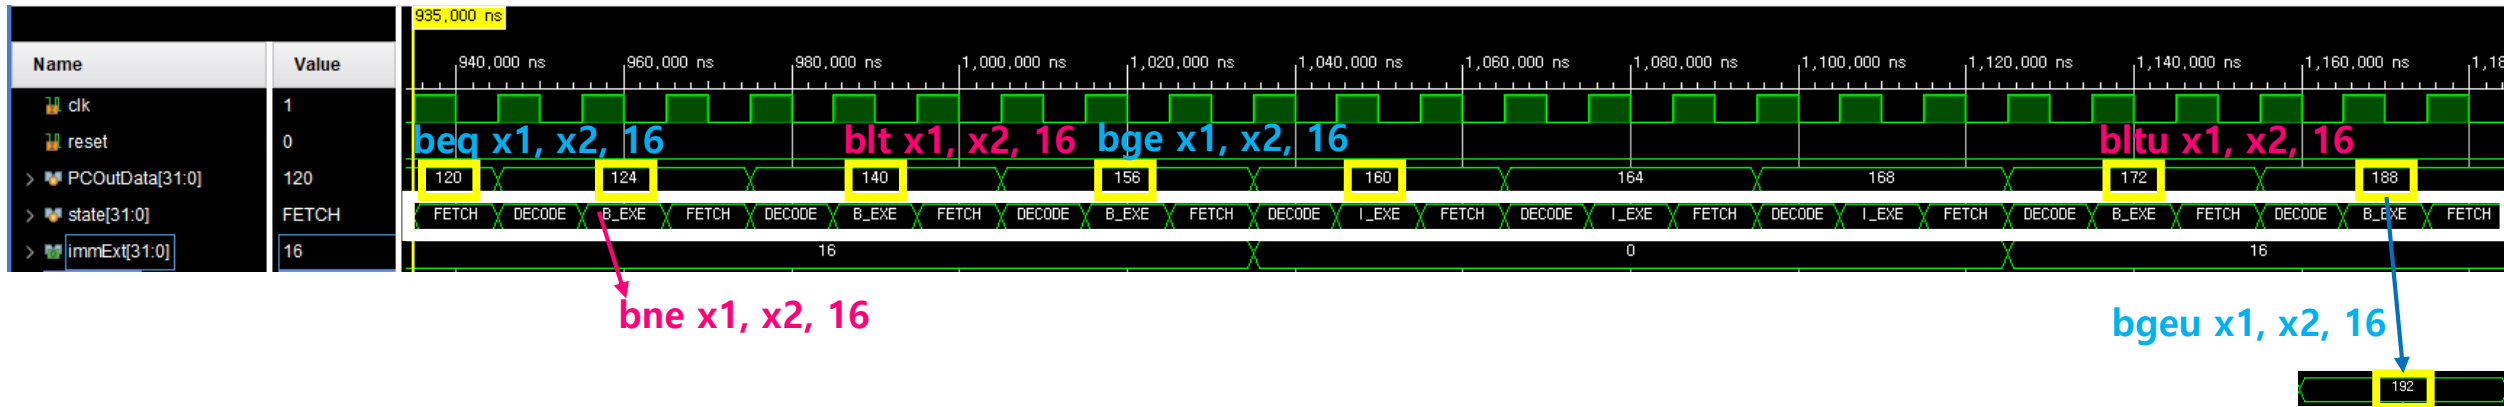 935,000 ns
Name Value 940,000 ns 960,000 ns 980,000 ns 1,000,000 ns 1,020,000 ns 1,040,000 ns 1,060,000 ns 1,080,000 ns 1,100,000 ns 1,120,000 ns 1,140,000 ns 1,160,000 ns 1,18
clk 1
beq x1, x2, 16 blt x1, x2, 16 bge x1, x2, 16 bltu x1, x2, 16
reset 0
PCOutData[31:0] 120 120 124 140 156 160 164 168 172 188
state[31:0] FETCH FETCH DECODE B_EXE FETCH DECODE B_EXE FETCH DECODE B_EXE FETCH DECODE I_EXE FETCH DECODE I_EXE FETCH DECODE I_EXE FETCH DECODE B_EXE FETCH DECODE B_EXE FETCH
immExt[31:0] 16 16 0 16
bne x1, x2, 16
bgeu x1, x2, 16
192